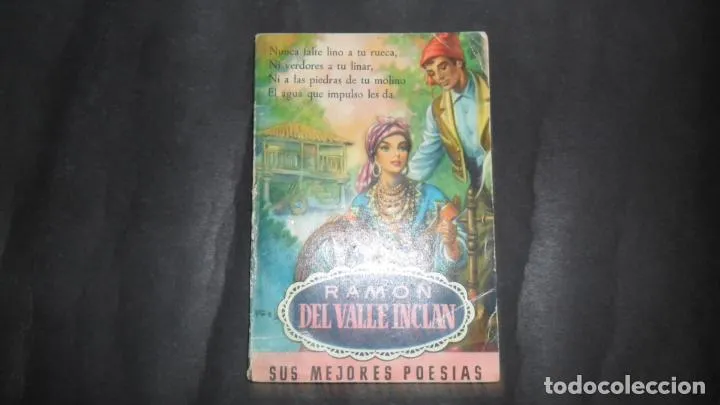 Nunca falte lino a tu rueca,
Ni verdores a tu linar,
Ni a las piedras de tu molino
El agua que impulso les da.
RAMÓN
DEL VALLE INCLAN
SUS MEJORES POESIAS
todocoleccion